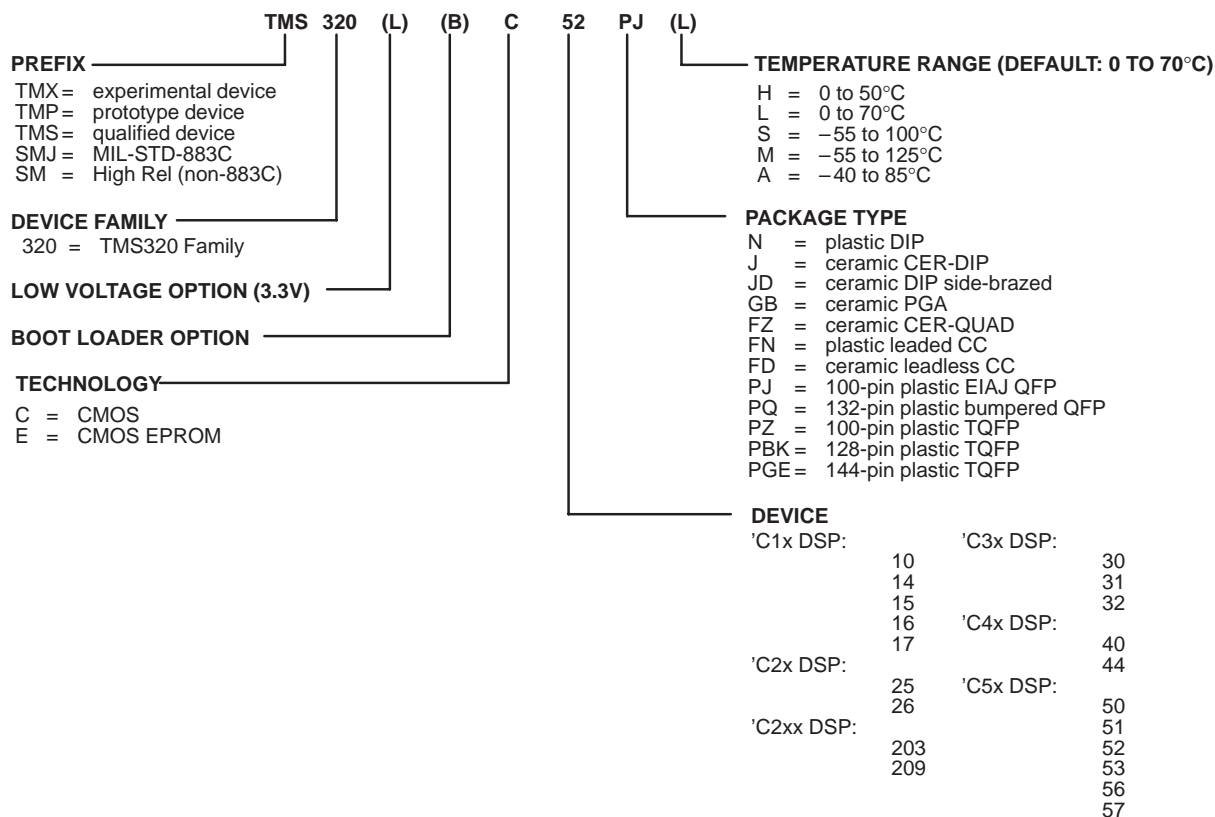 TMS 320 (L) (B) C 52 PJ (L)
PREFIX
TMX = experimental device
TMP = prototype device
TMS = qualified device
SMJ = MIL-STD-883C
SM = High Rel (non-883C)
DEVICE FAMILY
320 = TMS320 Family
LOW VOLTAGE OPTION (3.3V)
BOOT LOADER OPTION
TECHNOLOGY
C = CMOS
E = CMOS EPROM
TEMPERATURE RANGE (DEFAULT: 0 TO 70°C)
H = 0 to 50°C
L = 0 to 70°C
S = –55 to 100°C
M = –55 to 125°C
A = –40 to 85°C
PACKAGE TYPE
N = plastic DIP
J = ceramic CER-DIP
JD = ceramic DIP side-brazed
GB = ceramic PGA
FZ = ceramic CER-QUAD
FN = plastic leaded CC
FD = ceramic leadless CC
PJ = 100-pin plastic EIAJ QFP
PQ = 132-pin plastic bumpered QFP
PZ = 100-pin plastic TQFP
PBK = 128-pin plastic TQFP
PGE = 144-pin plastic TQFP
DEVICE
’C1x DSP:
10
14
15
16
17
’C2x DSP:
25
26
’C2xx DSP:
203
209
’C3x DSP:
30
31
32
’C4x DSP:
40
44
’C5x DSP:
50
51
52
53
56
57